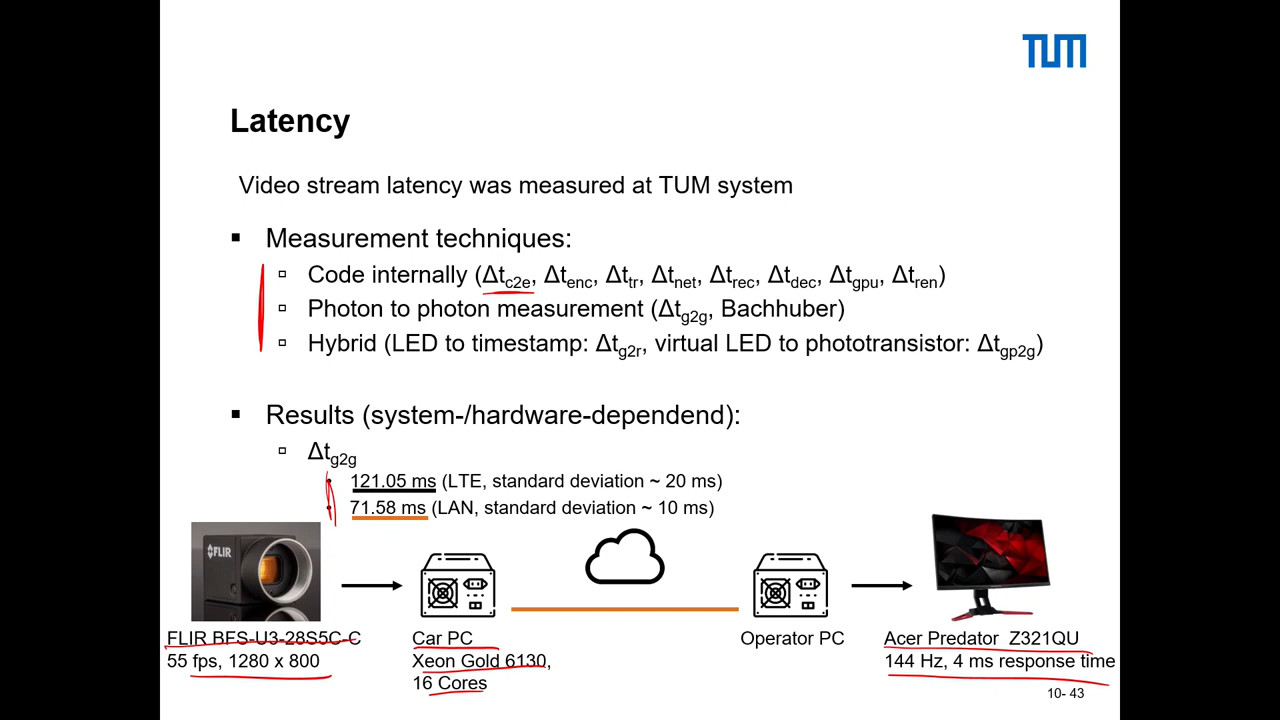 TUM
Latency
Video stream latency was measured at TUM system
Measurement techniques:
Code internally (Δtc2e, Δtenc, Δttr, Δtnet, Δtrec, Δtdec, Δtgpu, Δtren)
Photon to photon measurement (Δtg2g, Bachhuber)
Hybrid (LED to timestamp: Δtg2r, virtual LED to phototransistor: Δtgp2g)
Results (system-/hardware-dependend):
Δtg2g
121.05 ms (LTE, standard deviation ~ 20 ms)
71.58 ms (LAN, standard deviation ~ 10 ms)
FLIR
FLIR BFS-U3-28S5C-C
55 fps, 1280 x 800
Car PC
Xeon Gold 6130,
16 Cores
Operator PC
Acer Predator Z321QU
144 Hz, 4 ms response time
10- 43